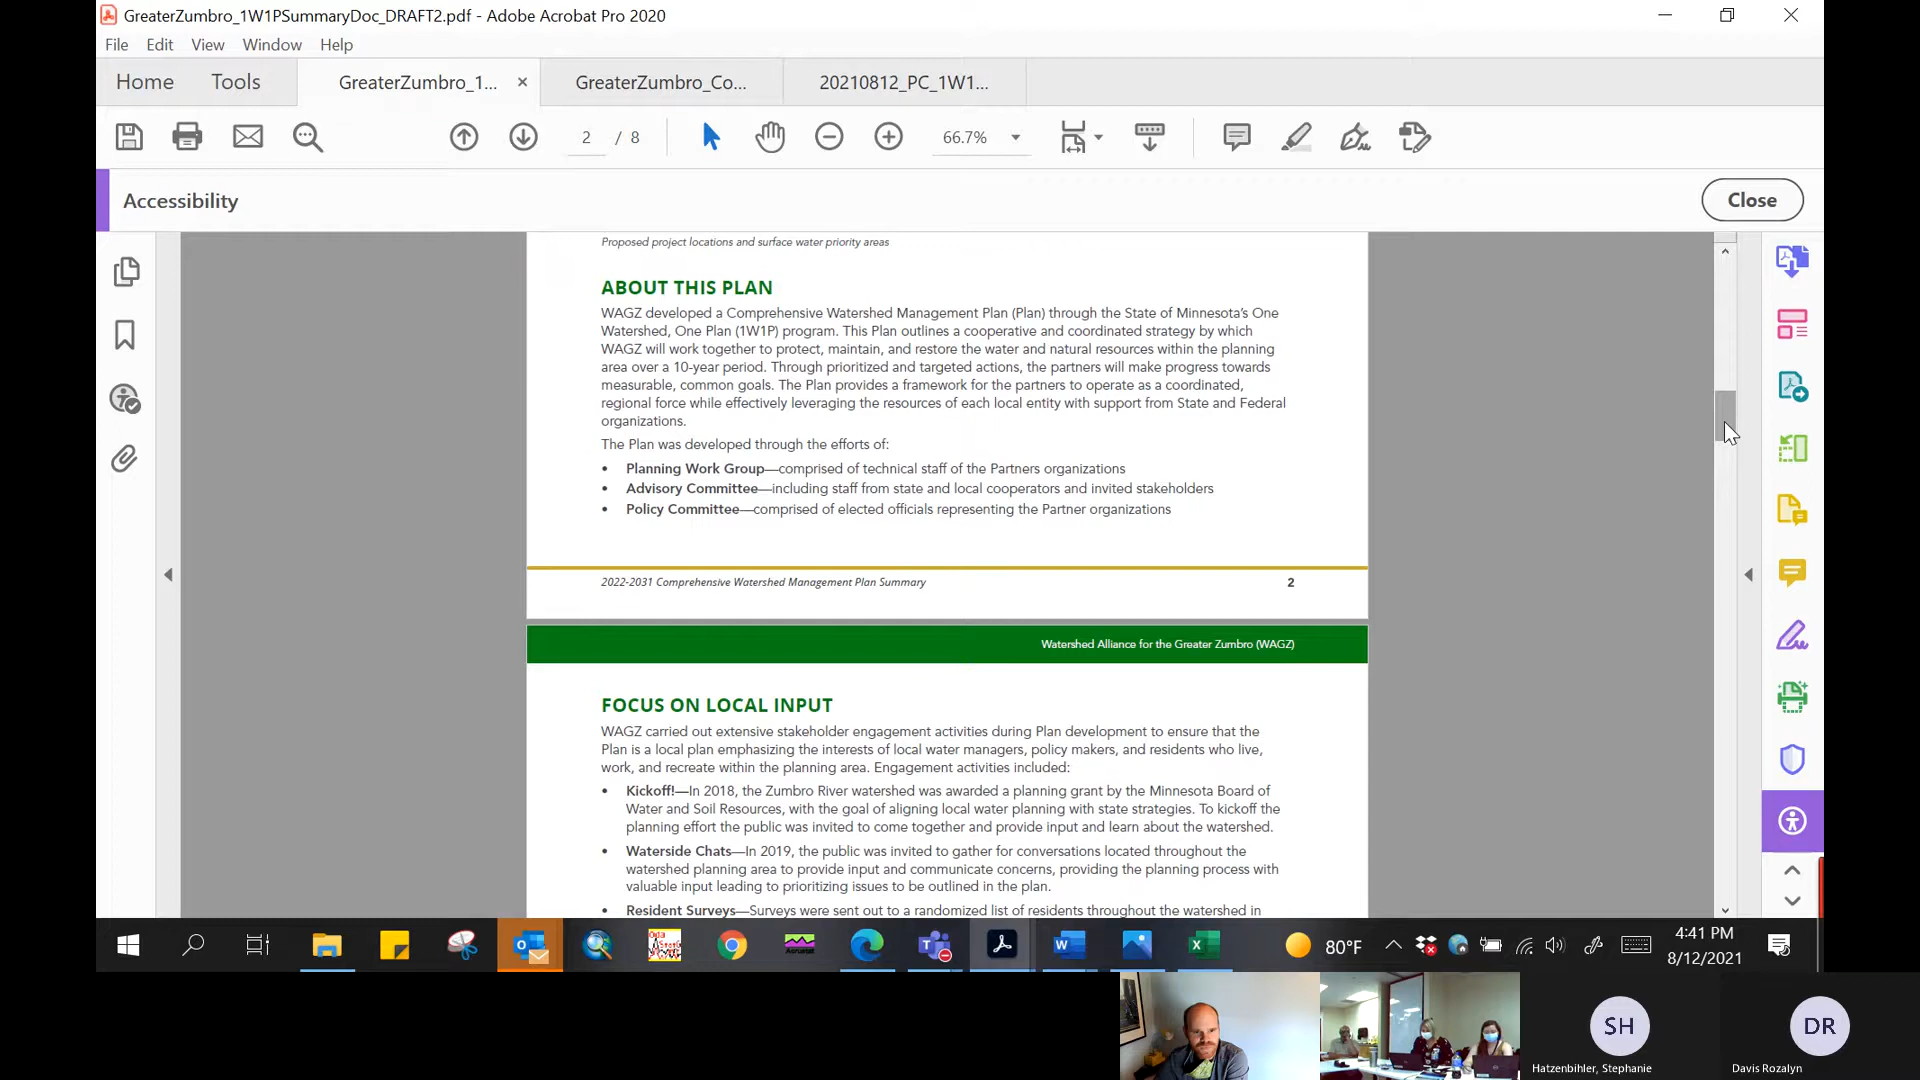 GreaterZumbro_1W1PSummaryDoc_DRAFT2.pdf - Adobe Acrobat Pro 2020
File Edit View Window Help
Home Tools GreaterZumbro_1... × GreaterZumbro_Co... 20210812_PC_1W1...
2 / 8 66.7%
Accessibility Close
Proposed project locations and surface water priority areas
ABOUT THIS PLAN
WAGZ developed a Comprehensive Watershed Management Plan (Plan) through the State of Minnesota's One
Watershed, One Plan (1W1P) program. This Plan outlines a cooperative and coordinated strategy by which
WAGZ will work together to protect, maintain, and restore the water and natural resources within the planning
area over a 10-year period. Through prioritized and targeted actions, the partners will make progress towards
measurable, common goals. The Plan provides a framework for the partners to operate as a coordinated,
regional force while effectively leveraging the resources of each local entity with support from State and Federal
organizations.
The Plan was developed through the efforts of:
• Planning Work Group—comprised of technical staff of the Partners organizations
• Advisory Committee—including staff from state and local cooperators and invited stakeholders
• Policy Committee—comprised of elected officials representing the Partner organizations
2022-2031 Comprehensive Watershed Management Plan Summary 2
Watershed Alliance for the Greater Zumbro (WAGZ)
FOCUS ON LOCAL INPUT
WAGZ carried out extensive stakeholder engagement activities during Plan development to ensure that the
Plan is a local plan emphasizing the interests of local water managers, policy makers, and residents who live,
work, and recreate within the planning area. Engagement activities included:
• Kickoff!—In 2018, the Zumbro River watershed was awarded a planning grant by the Minnesota Board of
Water and Soil Resources, with the goal of aligning local water planning with state strategies. To kickoff the
planning effort the public was invited to come together and provide input and learn about the watershed.
• Waterside Chats—In 2019, the public was invited to gather for conversations located throughout the
watershed planning area to provide input and communicate concerns, providing the planning process with
valuable input leading to prioritizing issues to be outlined in the plan.
• Resident Surveys—Surveys were sent out to a randomized list of residents throughout the watershed in
80°F
4:41 PM
8/12/2021
SH
Hatzenbihler, Stephanie
DR
Davis Rozalyn